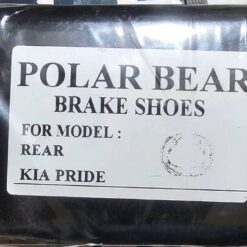 POLAR BEAR
BRAKE SHOES
FOR MODEL :
REAR
KIA PRIDE